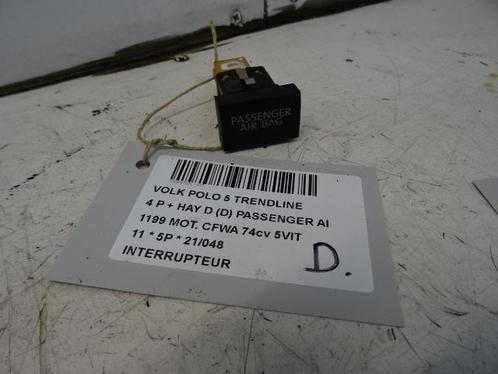 PASSENGER
AIR BAG
VOLK POLO 5 TRENDLINE
4 P + HAY D (D) PASSENGER AI
1199 MOT. CFWA 74cv 5VIT
11 * 5P * 21/048
INTERRUPTEUR
D.